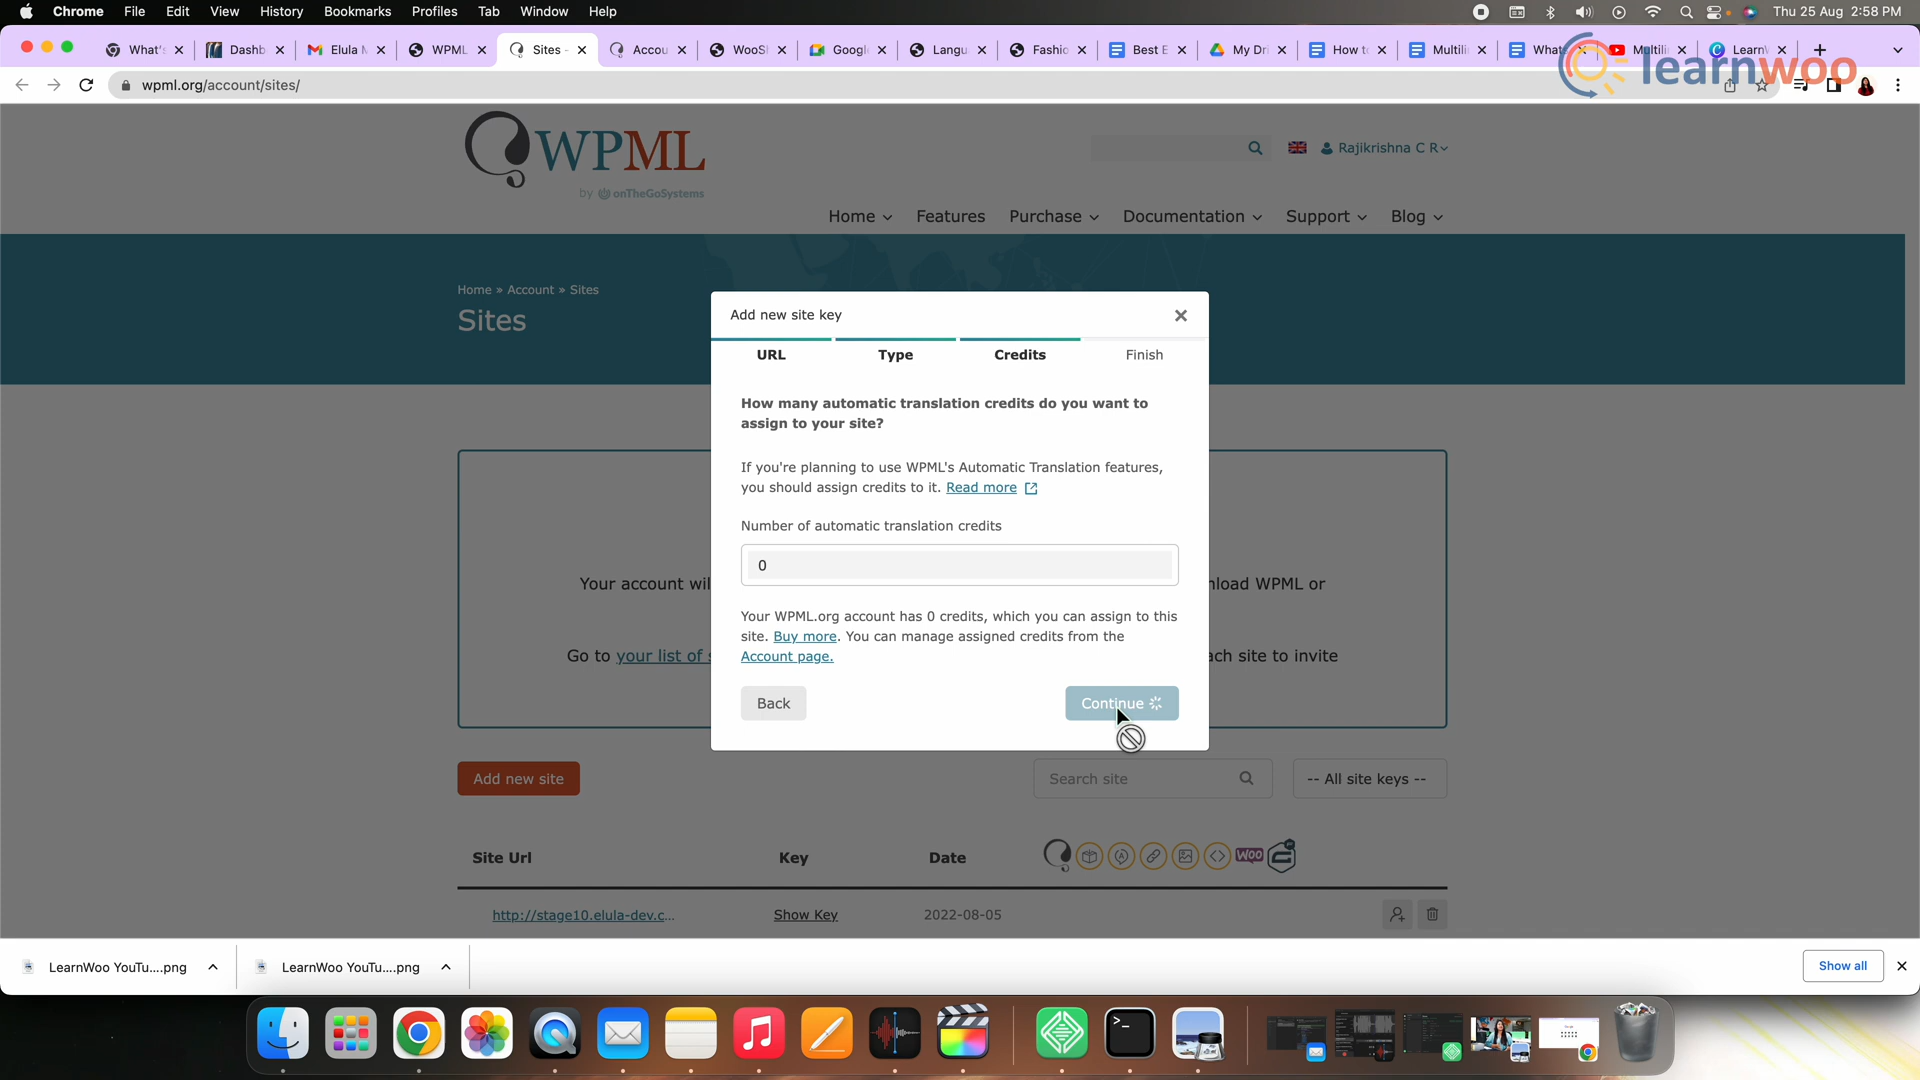 Chrome File Edit View History Bookmarks Profiles Tab Window Help Thu 25 Aug 2:58 PM
What's Dashb Elula WPML Sites - Accou WooS Google Langu Fashio Best E My Dri How t Multili What Multili LearnW
wpml.org/account/sites/
learnwoo
WPML
by onTheGoSystems
Rajikrishna C R
Home Features Purchase Documentation Support Blog
Home » Account » Sites
Sites
Add new site key
URL Type Credits Finish
How many automatic translation credits do you want to
assign to your site?
If you're planning to use WPML's Automatic Translation features,
you should assign credits to it. Read more
Number of automatic translation credits
0
Your account wil
nload WPML or
Your WPML.org account has 0 credits, which you can assign to this
site. Buy more. You can manage assigned credits from the
Account page.
Go to your list of s
ach site to invite
Back Continue
Add new site Search site -- All site keys --
Site Url Key Date WOO
http://stage10.elula-dev.c... Show Key 2022-08-05
LearnWoo YouTu....png LearnWoo YouTu....png Show all